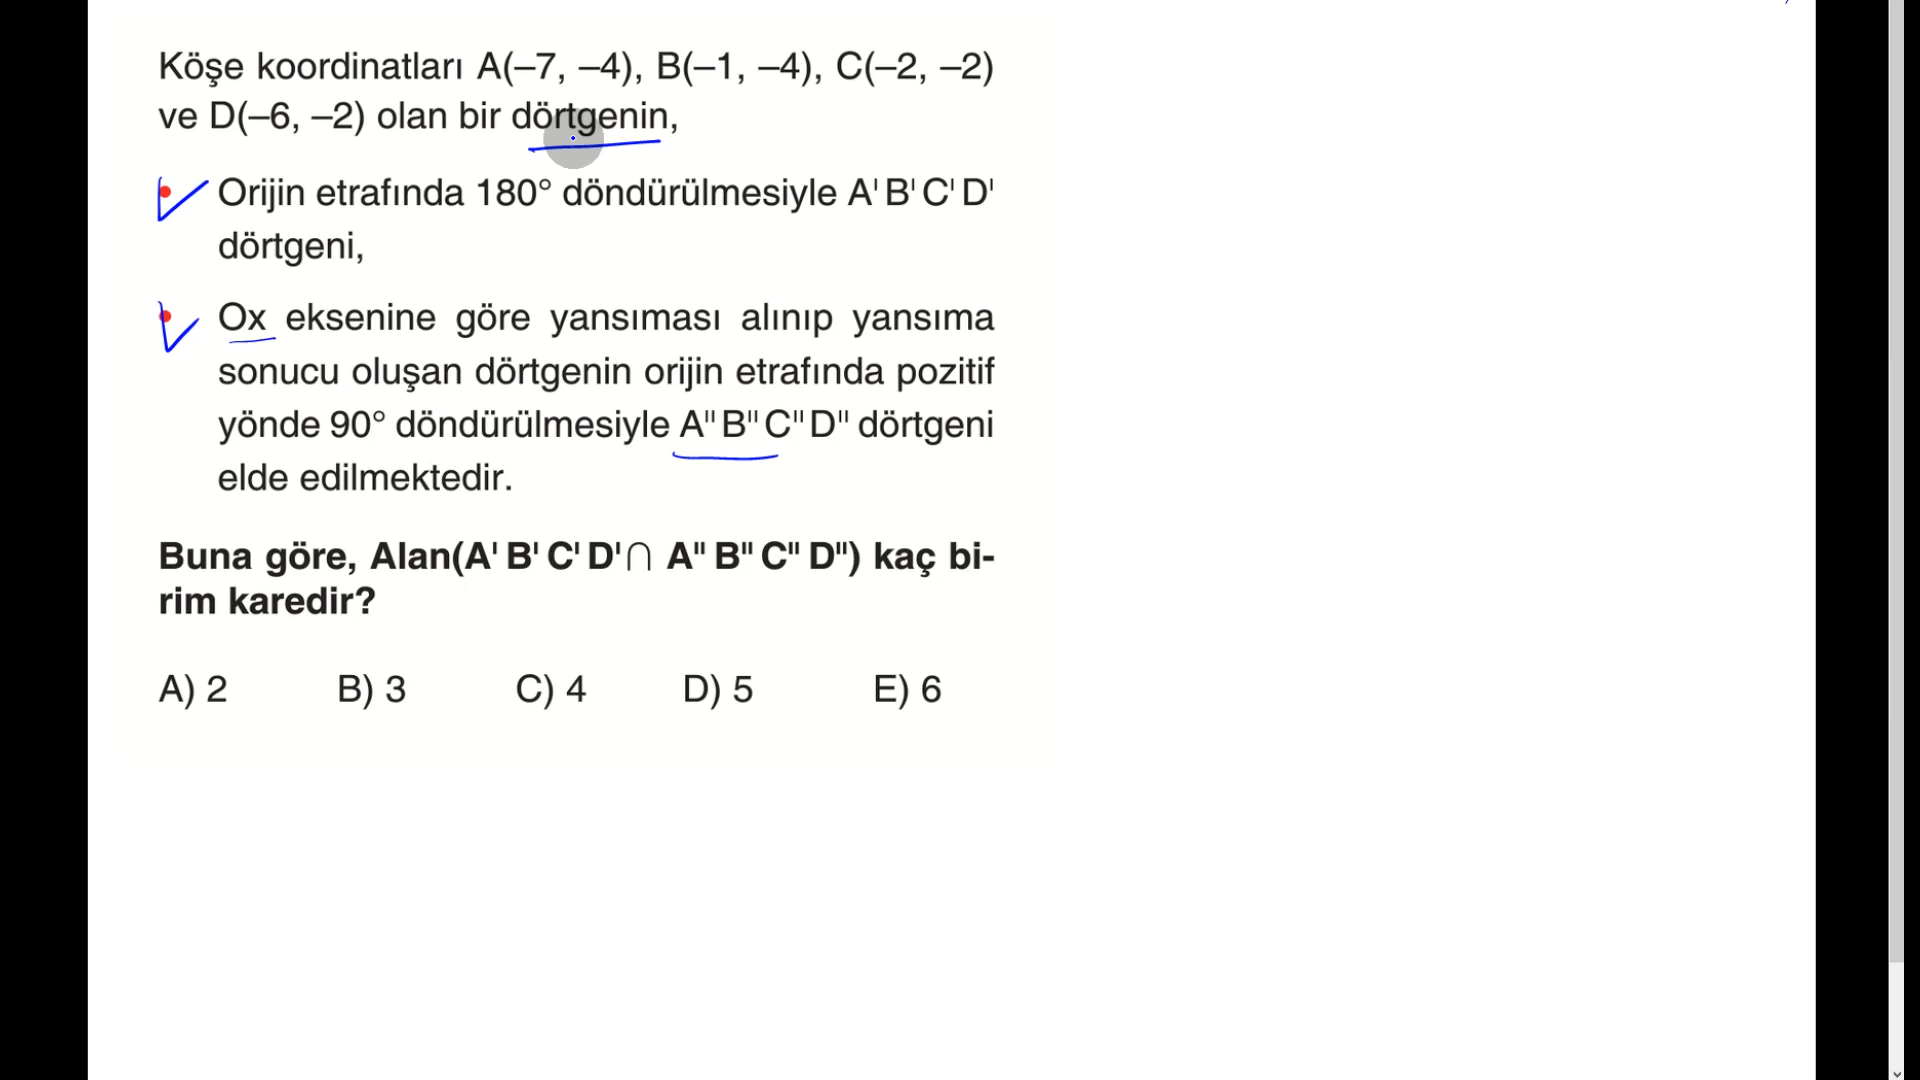 Köşe koordinatları A(–7, –4), B(–1, –4), C(–2, –2)
ve D(–6, –2) olan bir dörtgenin,
• Orijin etrafında 180° döndürülmesiyle A' B' C' D'
dörtgeni,
• Ox eksenine göre yansıması alınıp yansıma
sonucu oluşan dörtgenin orijin etrafında pozitif
yönde 90° döndürülmesiyle A" B" C" D" dörtgeni
elde edilmektedir.
Buna göre, Alan(A' B' C' D' ∩ A" B" C" D") kaç bi-
rim karedir?
A) 2 B) 3 C) 4 D) 5 E) 6